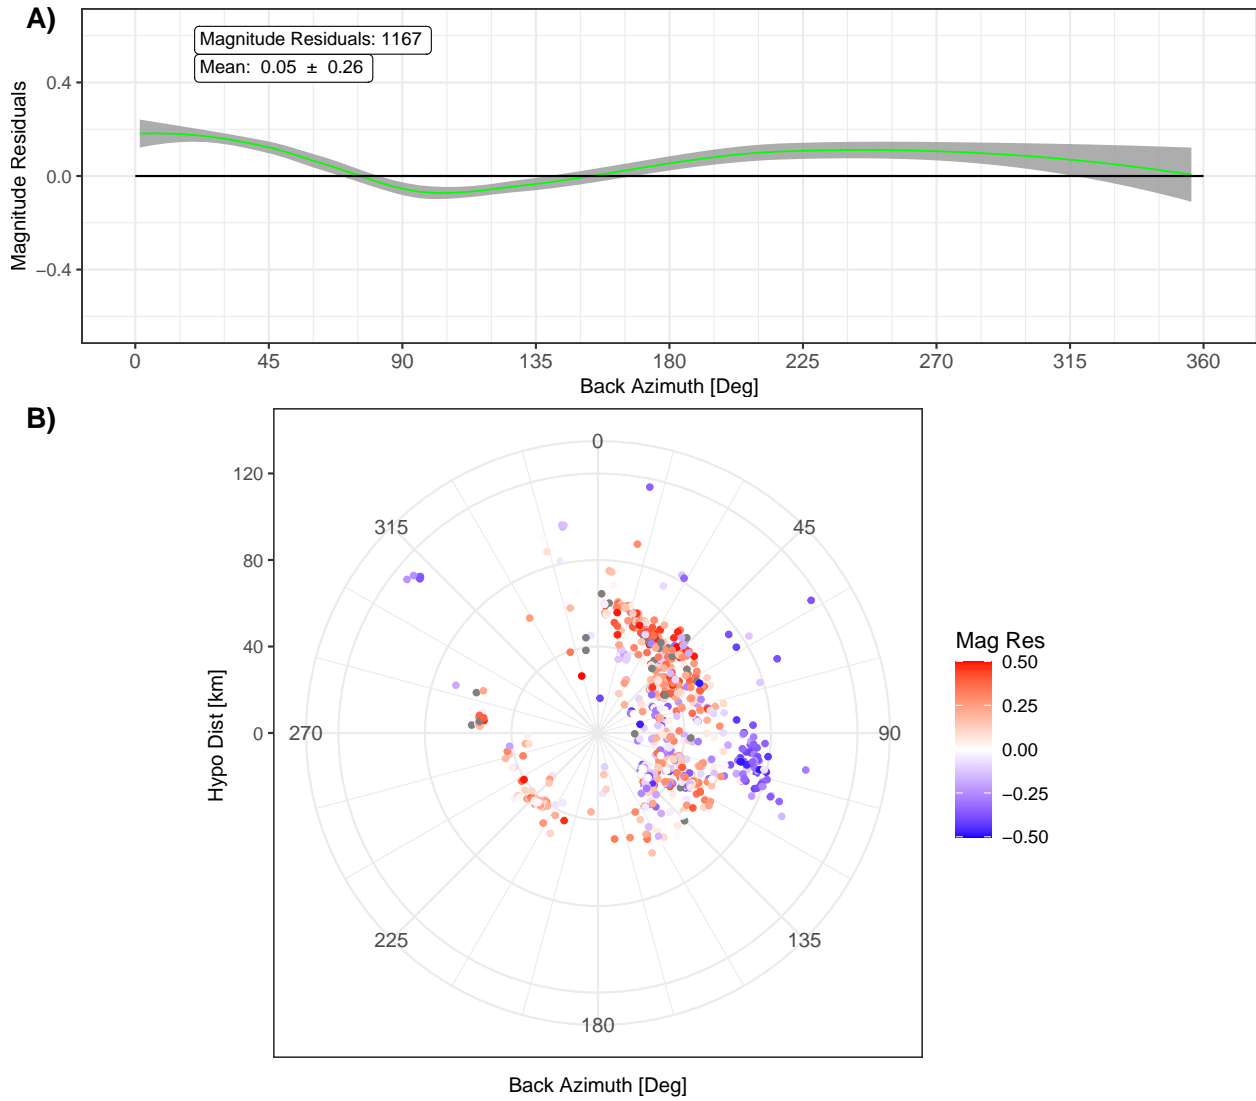 A)
Magnitude Residuals: 1167
Mean: 0.05 ± 0.26
Magnitude Residuals
0.4
0.0
−0.4
0 45 90 135 180 225 270 315 360
Back Azimuth [Deg]
B)
Hypo Dist [km]
120
80
40
0
0
45
90
135
180
225
270
315
Back Azimuth [Deg]
Mag Res
0.50
0.25
0.00
−0.25
−0.50